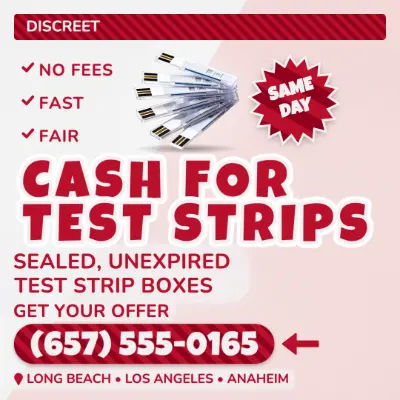 DISCREET
NO FEES
FAST
FAIR
SAME
DAY
CASH FOR
TEST STRIPS
SEALED, UNEXPIRED
TEST STRIP BOXES
GET YOUR OFFER
(657) 555-0165
LONG BEACH • LOS ANGELES • ANAHEIM